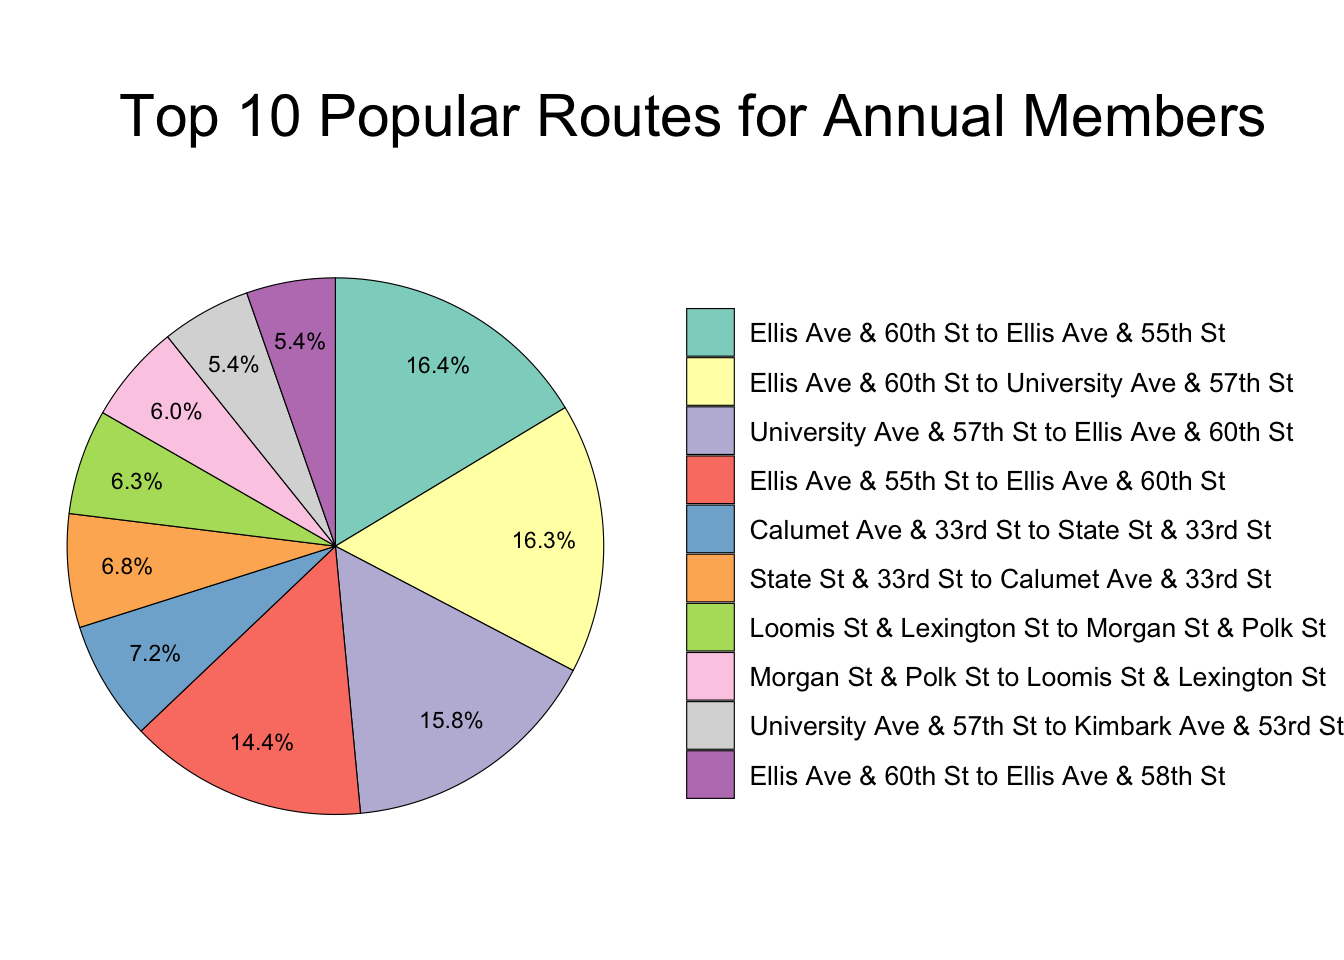 Top 10 Popular Routes for Annual Members
5.4%
5.4%
16.4%
6.0%
6.3%
16.3%
6.8%
7.2%
15.8%
14.4%
Ellis Ave & 60th St to Ellis Ave & 55th St
Ellis Ave & 60th St to University Ave & 57th St
University Ave & 57th St to Ellis Ave & 60th St
Ellis Ave & 55th St to Ellis Ave & 60th St
Calumet Ave & 33rd St to State St & 33rd St
State St & 33rd St to Calumet Ave & 33rd St
Loomis St & Lexington St to Morgan St & Polk St
Morgan St & Polk St to Loomis St & Lexington St
University Ave & 57th St to Kimbark Ave & 53rd St
Ellis Ave & 60th St to Ellis Ave & 58th St